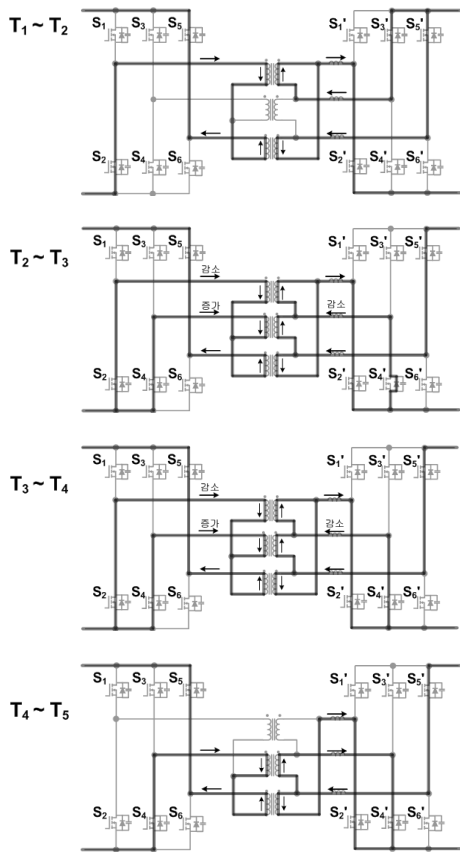 S₁ S₃ S₅ S₁' S₃' S₅'
T₁ ~ T₂
S₂ S₄ S₆ S₂' S₄' S₆'
S₁ S₃ S₅ S₁' S₃' S₅'
T₂ ~ T₃
감소
증가 감소
S₂ S₄ S₆ S₂' S₄' S₆'
S₁ S₃ S₅ S₁' S₃' S₅'
T₃ ~ T₄
감소
증가 감소
S₂ S₄ S₆ S₂' S₄' S₆'
S₁ S₃ S₅ S₁' S₃' S₅'
T₄ ~ T₅
S₂ S₄ S₆ S₂' S₄' S₆'